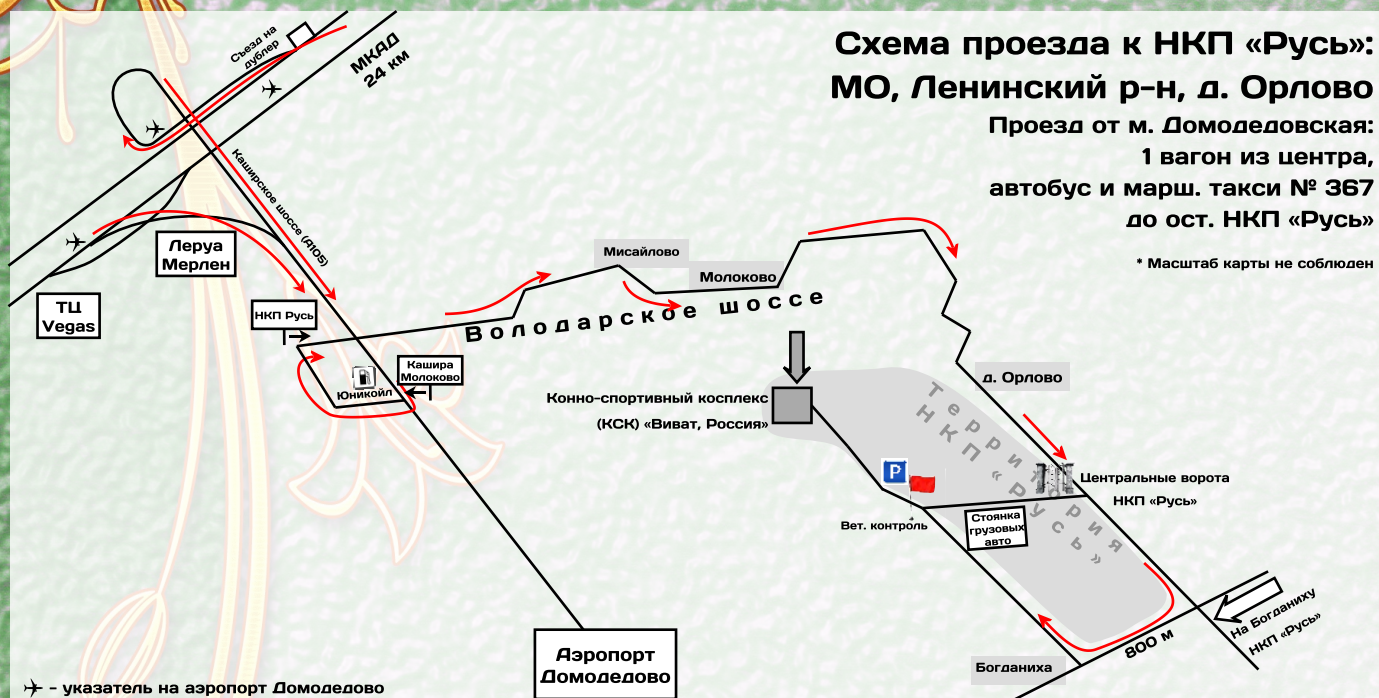 Схема проезда к НКП «Русь»:
МО, Ленинский р-н, д. Орлово
Проезд от м. Домодедовская:
1 вагон из центра,
автобус и марш. такси № 367
до ост. НКП «Русь»
* Масштаб карты не соблюден
Съезд на
дублер
МКАД
24 км
Каширское шоссе (А105)
Леруа
Мерлен
ТЦ
Vegas
НКП Русь
Юникойл
Кашира
Молоково
Мисайлово
Молоково
Володарское шоссе
д. Орлово
Конно-спортивный косплекс
(КСК) «Виват, Россия»
Территория
НКП «Русь»
P
Центральные ворота
НКП «Русь»
Вет. контроль
Стоянка
грузовых
авто
На Богданиху
НКП «Русь»
800 м
Богданиха
Аэропорт
Домодедово
- указатель на аэропорт Домодедово